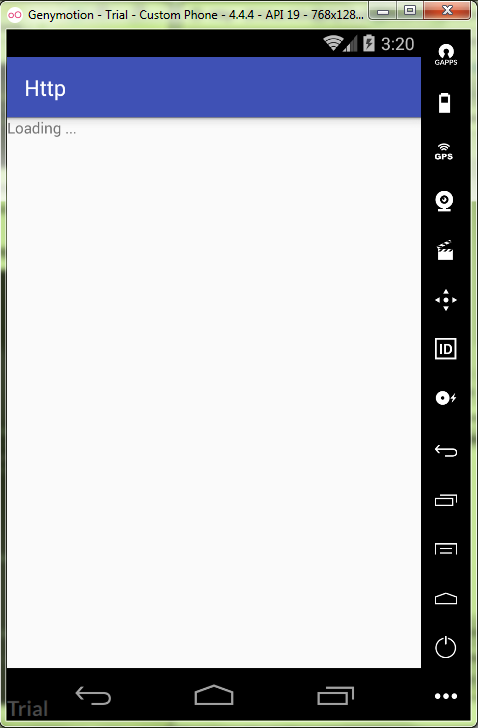 Genymotion - Trial - Custom Phone - 4.4.4 - API 19 - 768x128...
3:20
GAPPS
Http
Loading ...
GPS
ID
Trial